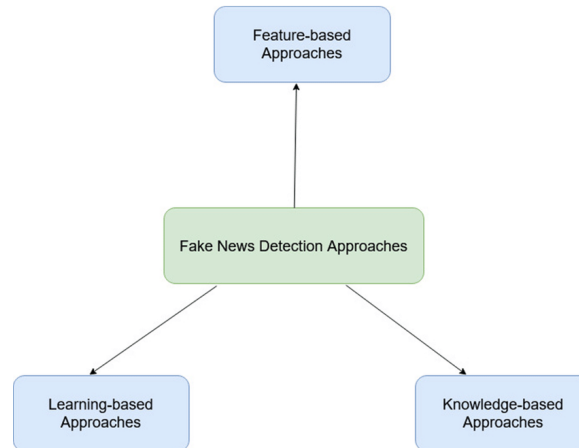 Feature-based
Approaches
Fake News Detection Approaches
Learning-based
Approaches
Knowledge-based
Approaches